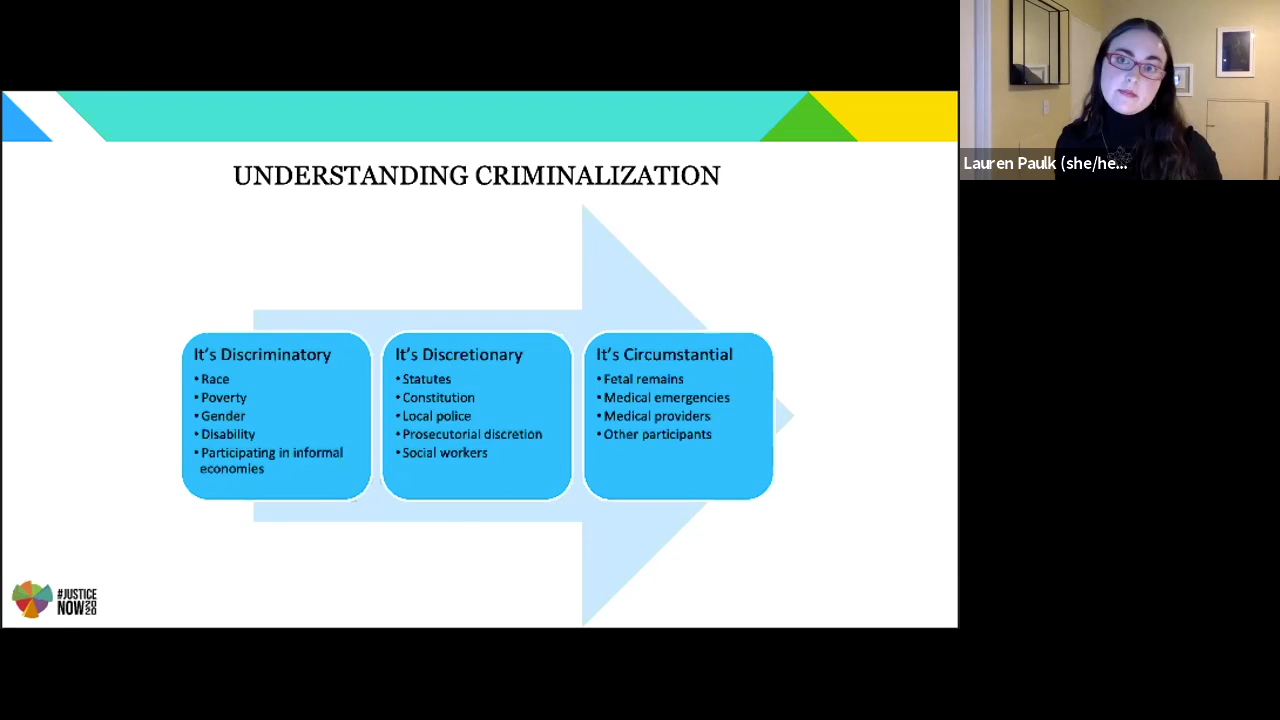 UNDERSTANDING CRIMINALIZATION
It's Discriminatory
•Race
•Poverty
•Gender
•Disability
•Participating in informal
economies
It's Discretionary
•Statutes
•Constitution
•Local police
•Prosecutorial discretion
•Social workers
It's Circumstantial
•Fetal remains
•Medical emergencies
•Medical providers
•Other participants
#JUSTICE
NOW 2020
Lauren Paulk (she/he...